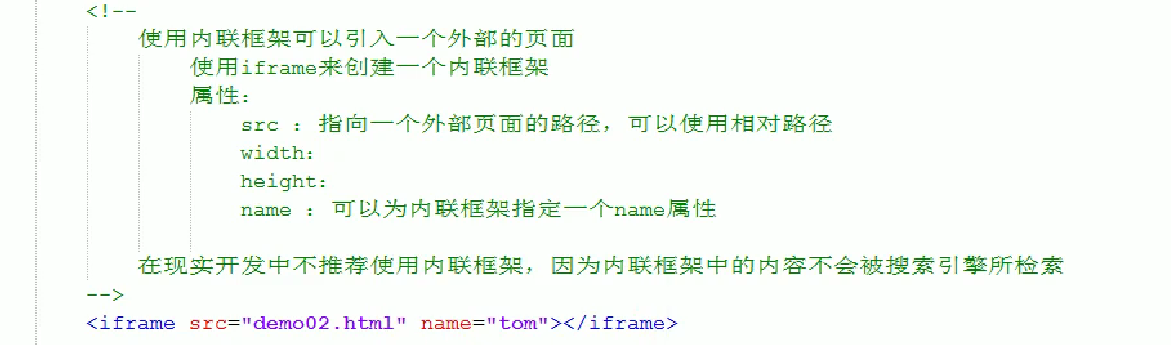 <!--
使用内联框架可以引入一个外部的页面
使用iframe来创建一个内联框架
属性：
src ：指向一个外部页面的路径，可以使用相对路径
width：
height：
name ：可以为内联框架指定一个name属性
在现实开发中不推荐使用内联框架，因为内联框架中的内容不会被搜索引擎所检索
-->
<iframe src="demo02.html" name="tom"></iframe>